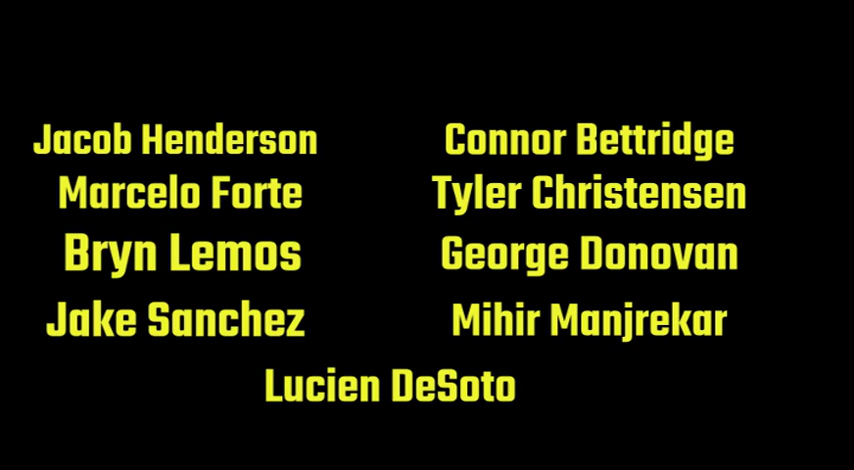 Jacob Henderson
Connor Bettridge
Marcelo Forte
Tyler Christensen
Bryn Lemos
George Donovan
Jake Sanchez
Mihir Manjrekar
Lucien DeSoto